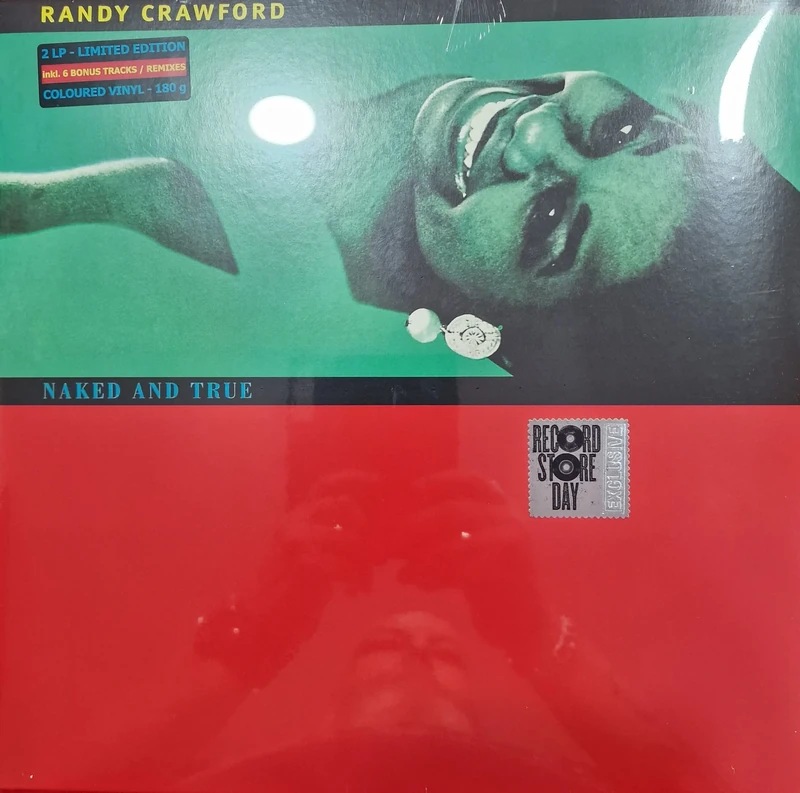 RANDY CRAWFORD
2 LP - LIMITED EDITION
inkl. 6 BONUS TRACKS / REMIXES
COLOURED VINYL - 180 g
NAKED AND TRUE
RECORD
STORE
DAY
EXCLUSIVE